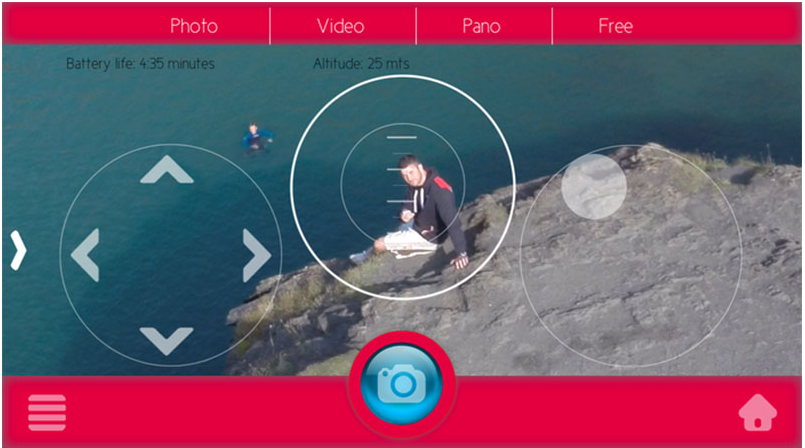 Photo Video Pano Free
Battery life: 4:35 minutes Altitude: 25 mts